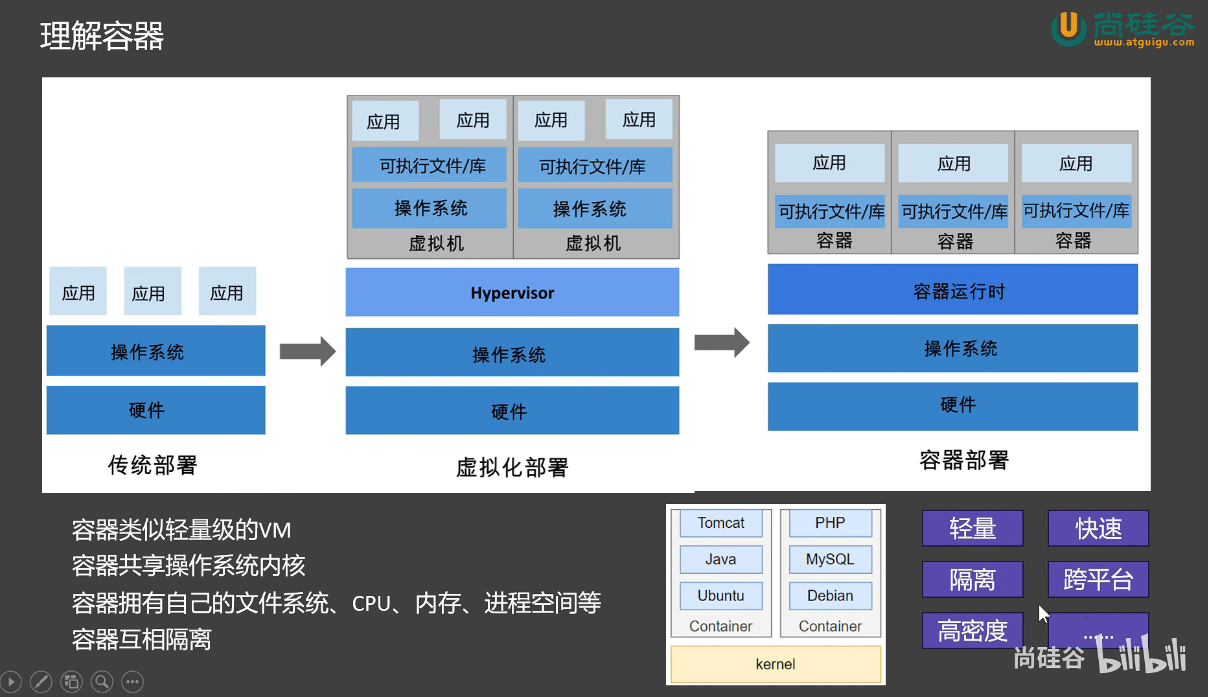 理解容器
尚硅谷
www.atguigu.com
应用 应用 应用
操作系统
硬件
传统部署
应用 应用 应用 应用
可执行文件/库 可执行文件/库
操作系统 操作系统
虚拟机 虚拟机
Hypervisor
操作系统
硬件
虚拟化部署
应用 应用 应用
可执行文件/库 可执行文件/库 可执行文件/库
容器 容器 容器
容器运行时
操作系统
硬件
容器部署
容器类似轻量级的VM
容器共享操作系统内核
容器拥有自己的文件系统、CPU、内存、进程空间等
容器互相隔离
Tomcat PHP
Java MySQL
Ubuntu Debian
Container Container
kernel
轻量 快速
隔离 跨平台
高密度 ......
尚硅谷 bilibili